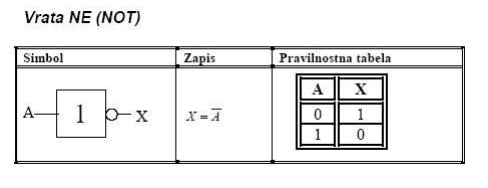 Vrata NE (NOT)
Simbol Zapis Pravilnostna tabela
A 1 X
X = A̅
A X
0 1
1 0